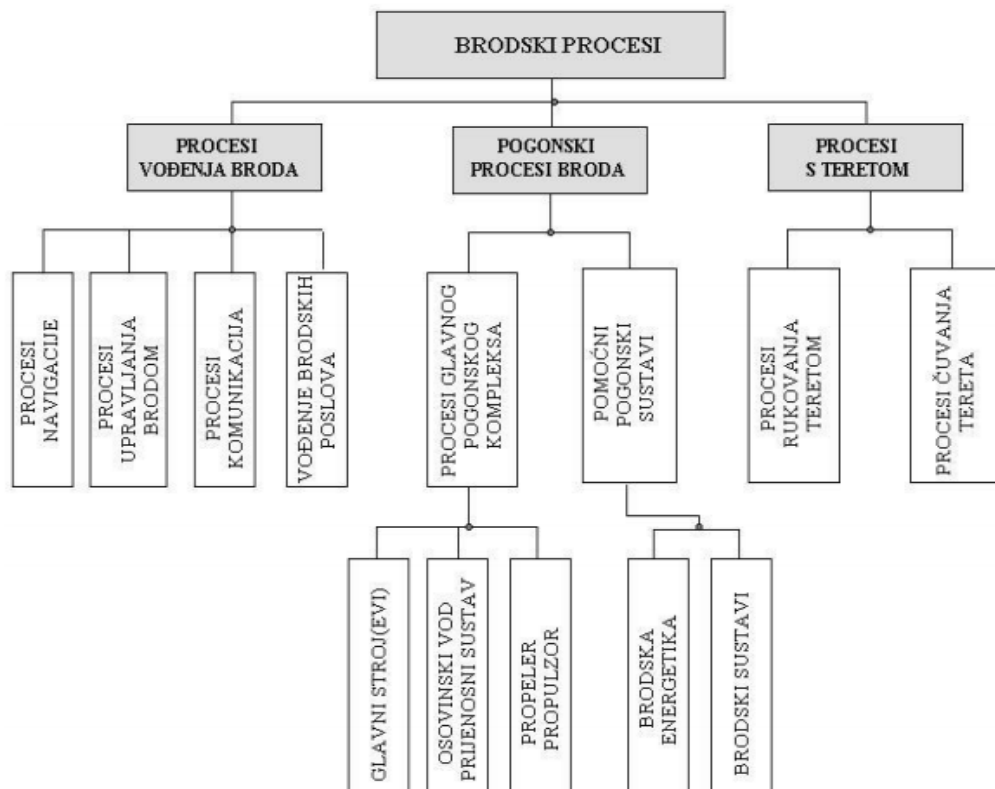 BRODSKI PROCESI
PROCESI
VOĐENJA BRODA
POGONSKI
PROCESI BRODA
PROCESI
S TERETOM
PROCESI
NAVIGACIJE
PROCESI
UPRAVLJANJA
BRODOM
PROCESI
KOMUNIKACIJA
VOĐENJE BRODSKIH
POSLOVA
PROCESI GLAVNOG
POGONSKOG
KOMPLEKSA
POMOĆNI
POGONSKI
SUSTAVI
PROCESI
RUKOVANJA
TERETOM
PROCESI ČUVANJA
TERETA
GLAVNI STROJ(EVI)
OSOVINSKI VOD
PRIJENOSNI SUSTAV
PROPELER
PROPULZOR
BRODSKA
ENERGETIKA
BRODSKI SUSTAVI